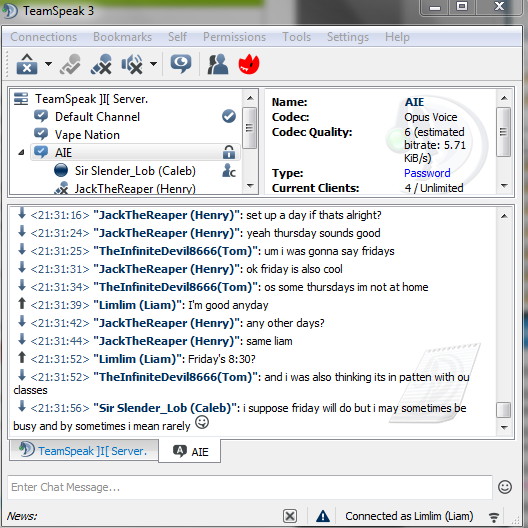 TeamSpeak 3
Connections Bookmarks Self Permissions Tools Settings Help
TeamSpeak ]I[ Server.
Default Channel
Vape Nation
AIE
Sir Slender_Lob (Caleb)
JackTheReaper (Henry)
Name: AIE
Codec: Opus Voice
Codec Quality: 6 (estimated
bitrate: 5.71
KiB/s)
Type: Password
Current Clients: 4 / Unlimited
<21:31:16> "JackTheReaper (Henry)": set up a day if thats alright?
<21:31:24> "JackTheReaper (Henry)": yeah thursday sounds good
<21:31:25> "TheInfiniteDevil8666(Tom)": um i was gonna say fridays
<21:31:31> "JackTheReaper (Henry)": ok friday is also cool
<21:31:34> "TheInfiniteDevil8666(Tom)": os some thursdays im not at home
<21:31:39> "Limlim (Liam)": I'm good anyday
<21:31:42> "JackTheReaper (Henry)": any other days?
<21:31:44> "JackTheReaper (Henry)": same liam
<21:31:52> "Limlim (Liam)": Friday's 8:30?
<21:31:52> "TheInfiniteDevil8666(Tom)": and i was also thinking its in patten with ou
classes
<21:31:56> "Sir Slender_Lob (Caleb)": i suppose friday will do but i may sometimes be
busy and by sometimes i mean rarely
TeamSpeak ]I[ Server. AIE
Enter Chat Message...
News: Connected as Limlim (Liam)